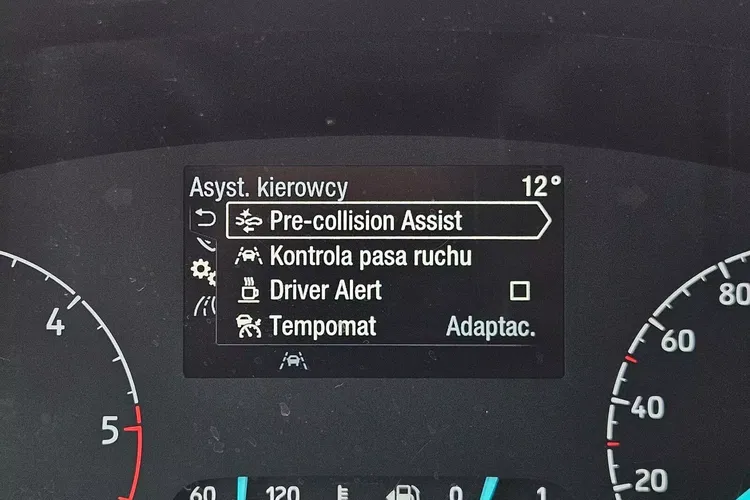 Asyst. kierowcy 12°
Pre-collision Assist
Kontrola pasa ruchu
Driver Alert
Tempomat Adaptac.
4
5
80
60
40
20
60 120 0 1